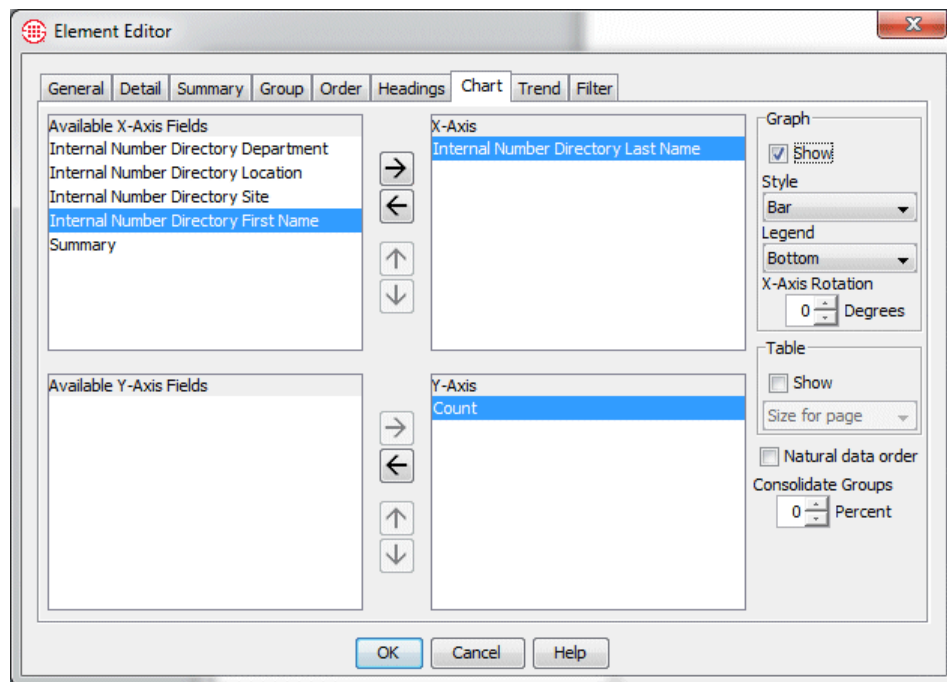 Element Editor
General Detail Summary Group Order Headings Chart Trend Filter
Available X-Axis Fields
Internal Number Directory Department
Internal Number Directory Location
Internal Number Directory Site
Internal Number Directory First Name
Summary
X-Axis
Internal Number Directory Last Name
Graph
Show
Style
Bar
Legend
Bottom
X-Axis Rotation
0 Degrees
Available Y-Axis Fields
Y-Axis
Count
Table
Show
Size for page
Natural data order
Consolidate Groups
0 Percent
OK Cancel Help